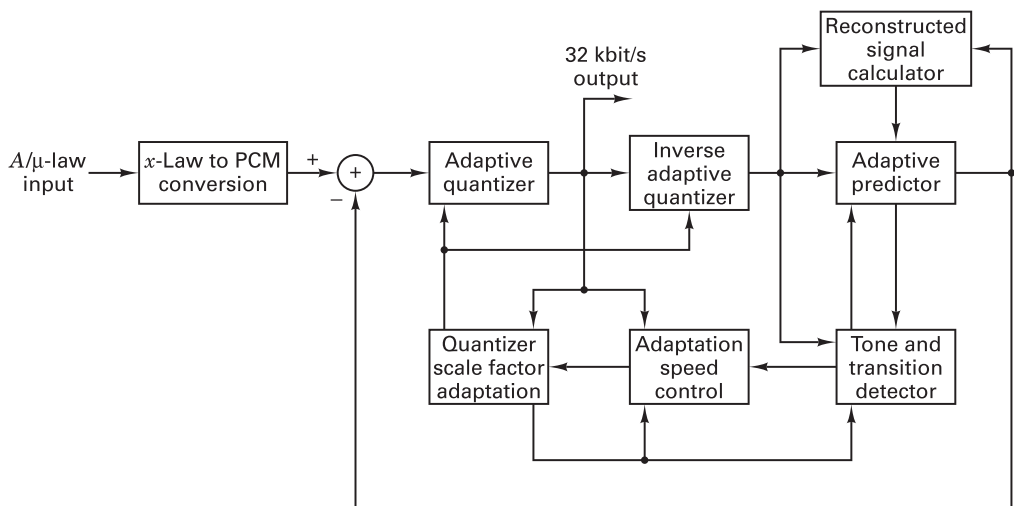 Reconstructed
signal
calculator
32 kbit/s
output
A/μ-law
input
x-Law to PCM
conversion
+
+
−
Adaptive
quantizer
Inverse
adaptive
quantizer
Adaptive
predictor
Quantizer
scale factor
adaptation
Adaptation
speed
control
Tone and
transition
detector